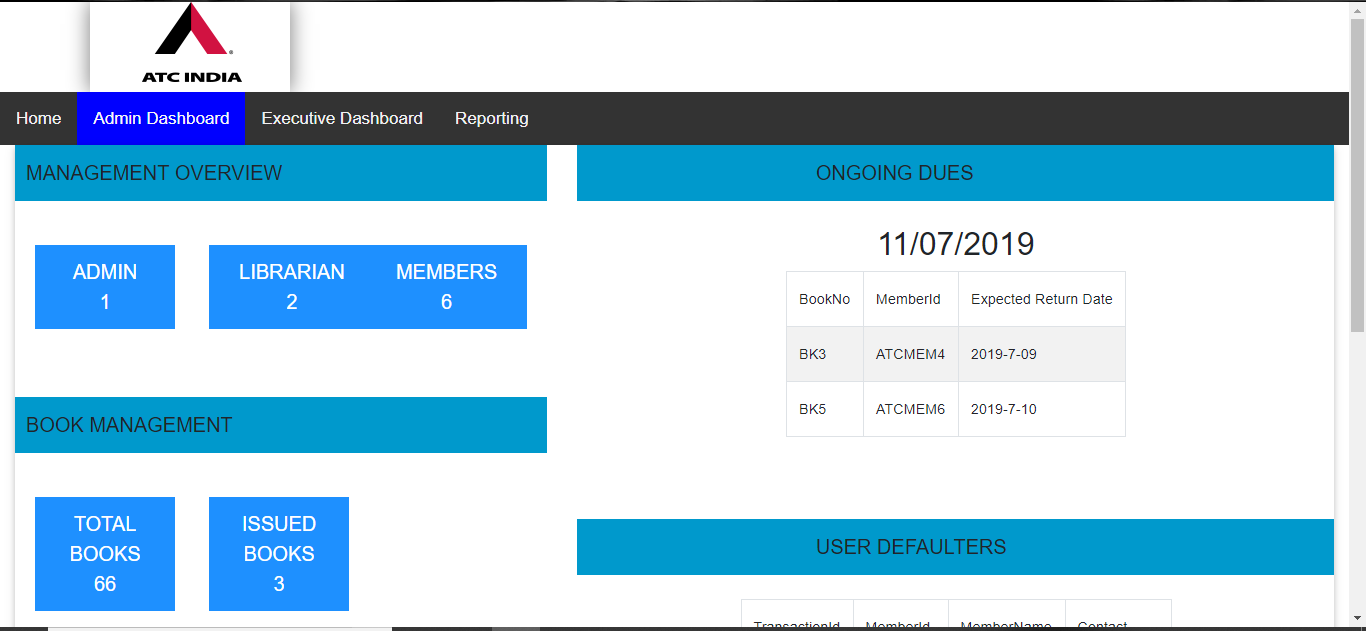 ATC INDIA
Home Admin Dashboard Executive Dashboard Reporting
MANAGEMENT OVERVIEW
ADMIN
1
LIBRARIAN
2
MEMBERS
6
BOOK MANAGEMENT
TOTAL
BOOKS
66
ISSUED
BOOKS
3
ONGOING DUES
11/07/2019
BookNo MemberId Expected Return Date
BK3 ATCMEM4 2019-7-09
BK5 ATCMEM6 2019-7-10
USER DEFAULTERS
TransactionId MemberId MemberName Contact